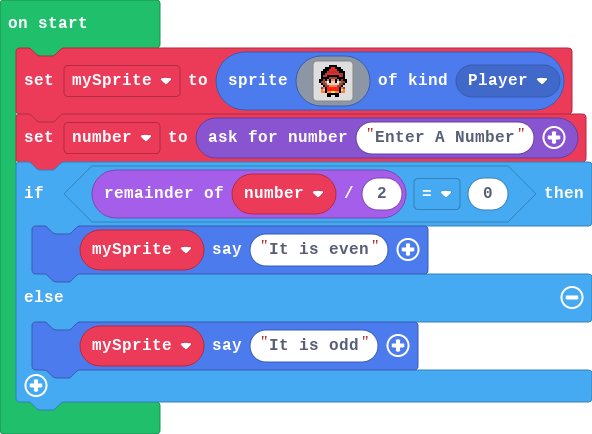 on start
set mySprite to sprite of kind Player
set number to ask for number "Enter A Number"
if remainder of number / 2 = 0 then
mySprite say "It is even"
else
mySprite say "It is odd"